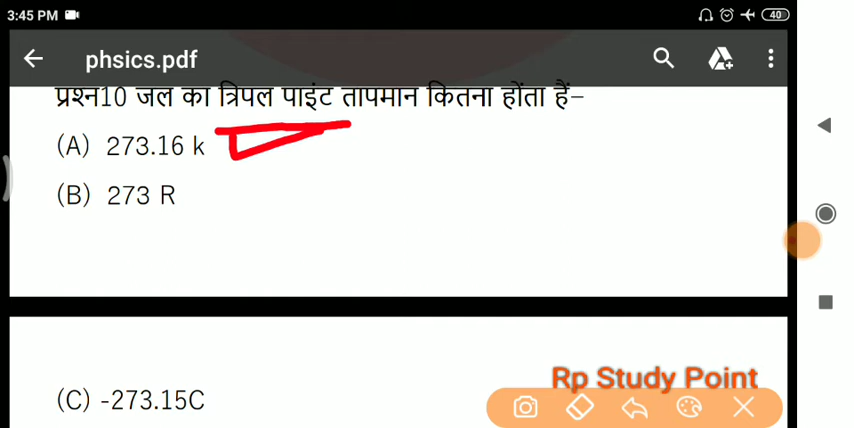 3:45 PM 40
phsics.pdf
प्रश्न10 जल का त्रिपल पाइंट तापमान कितना होंता हैं–
(A) 273.16 k
(B) 273 R
(C) -273.15C
Rp Study Point